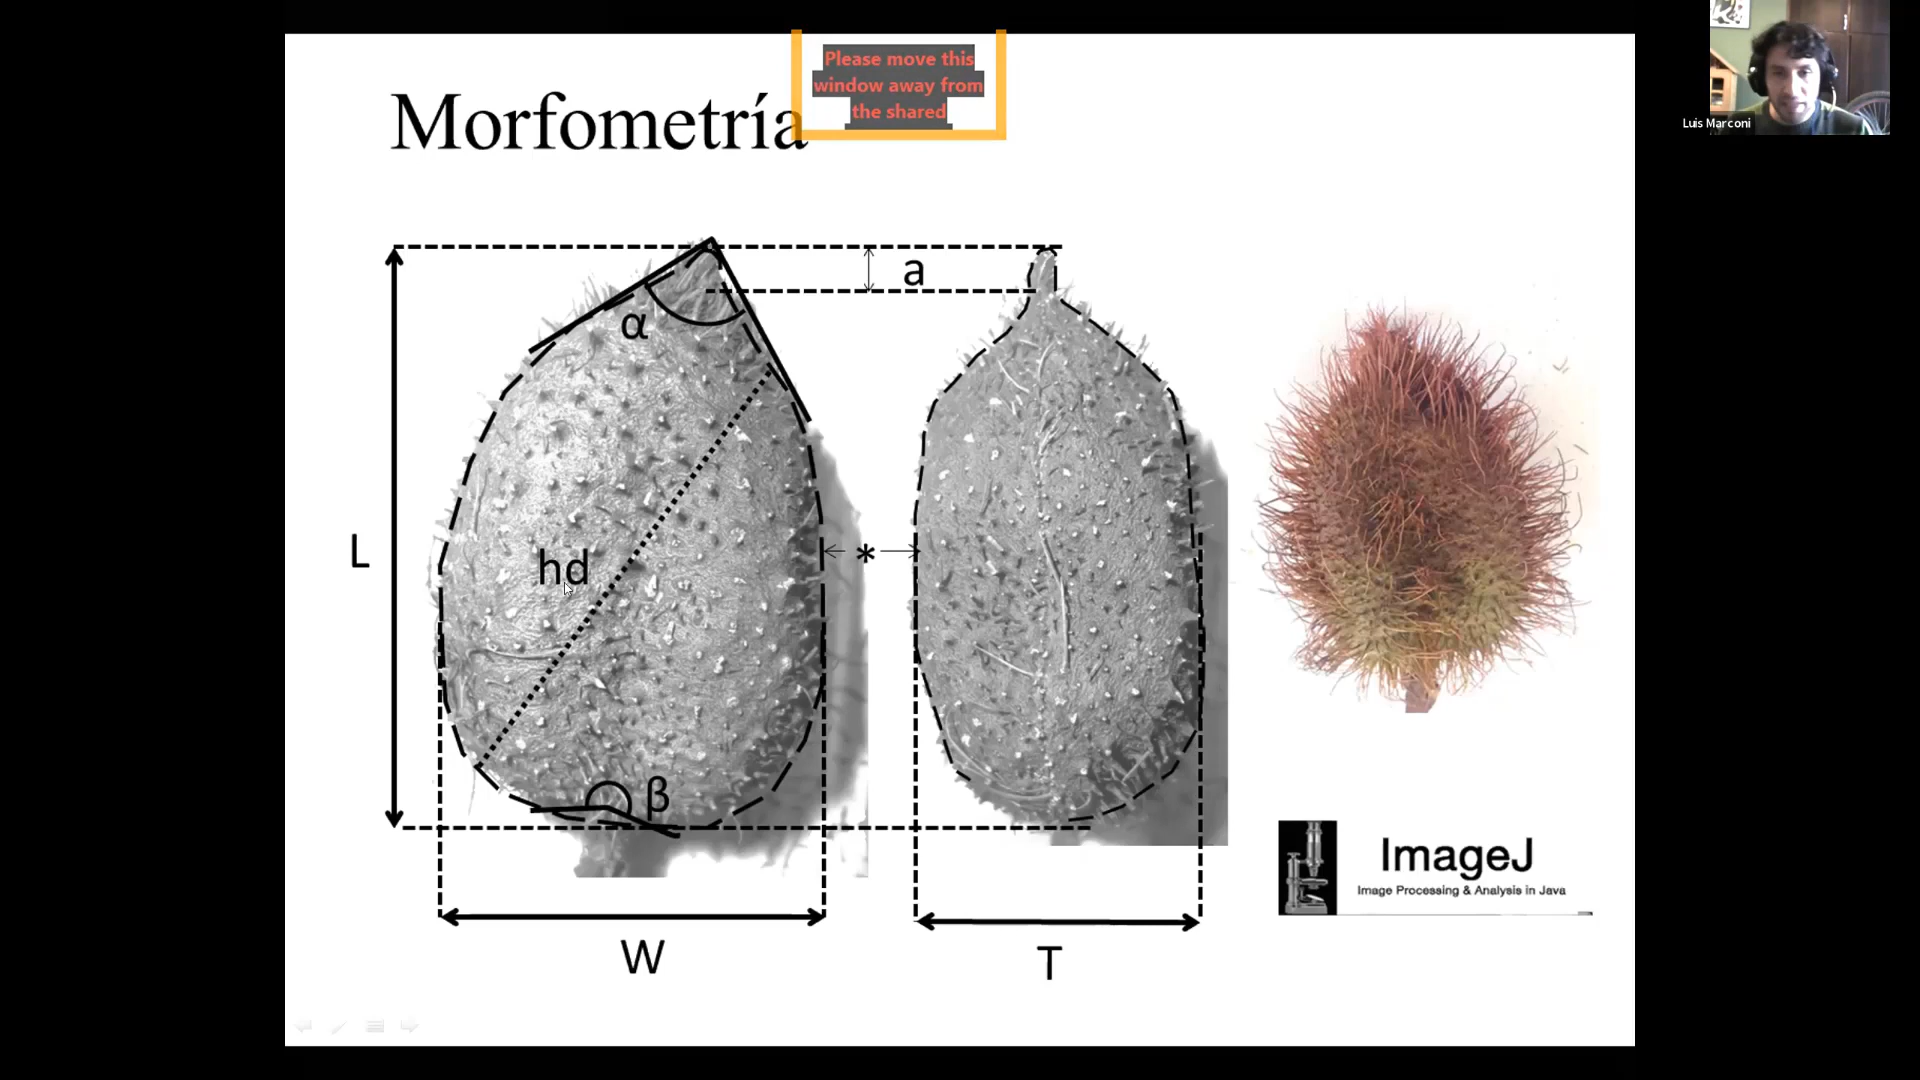 Please move this
window away from
the shared
Morfometría
Luis Marconi
a
α
L
hd
*
β
W
T
ImageJ
Image Processing & Analysis in Java